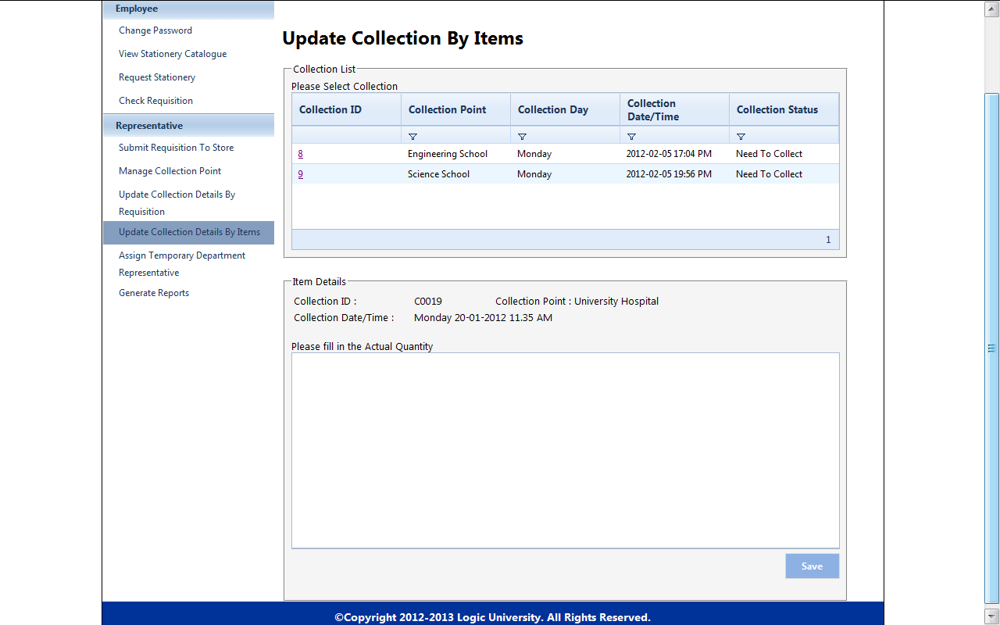 Employee
Change Password
View Stationery Catalogue
Request Stationery
Check Requisition
Representative
Submit Requisition To Store
Manage Collection Point
Update Collection Details By
Requisition
Update Collection Details By Items
Assign Temporary Department
Representative
Generate Reports
Update Collection By Items
Collection List
Please Select Collection
Collection ID Collection Point Collection Day Collection Date/Time Collection Status
8 Engineering School Monday 2012-02-05 17:04 PM Need To Collect
9 Science School Monday 2012-02-05 19:56 PM Need To Collect
1
Item Details
Collection ID : C0019 Collection Point : University Hospital
Collection Date/Time : Monday 20-01-2012 11.35 AM
Please fill in the Actual Quantity
Save
©Copyright 2012-2013 Logic University. All Rights Reserved.